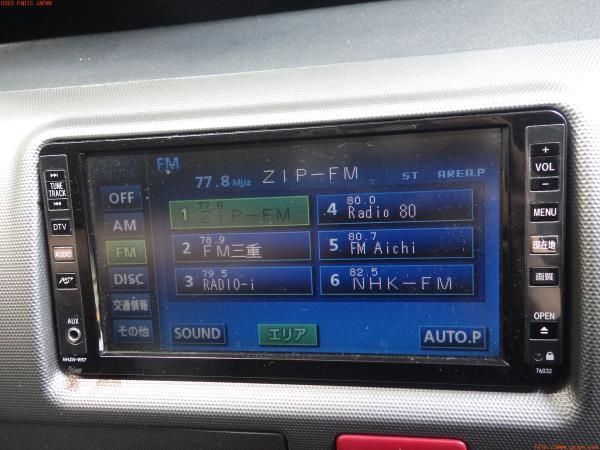 USED PARTS JAPAN
AUDIO MODE
FM
77.8 MHz
ZIP-FM
ST
AREA.P
TUNE TRACK
DTV
AUDIO
AUX
NHZN-W57
OFF
AM
FM
DISC
交通情報
その他
1 77.8 ZIP-FM
2 78.9 FM三重
3 79.5 RADIO-i
4 80.0 Radio 80
5 80.7 FM Aichi
6 82.5 NHK-FM
SOUND
エリア
AUTO.P
+
VOL
-
MENU
現在地
画質
OPEN
76032